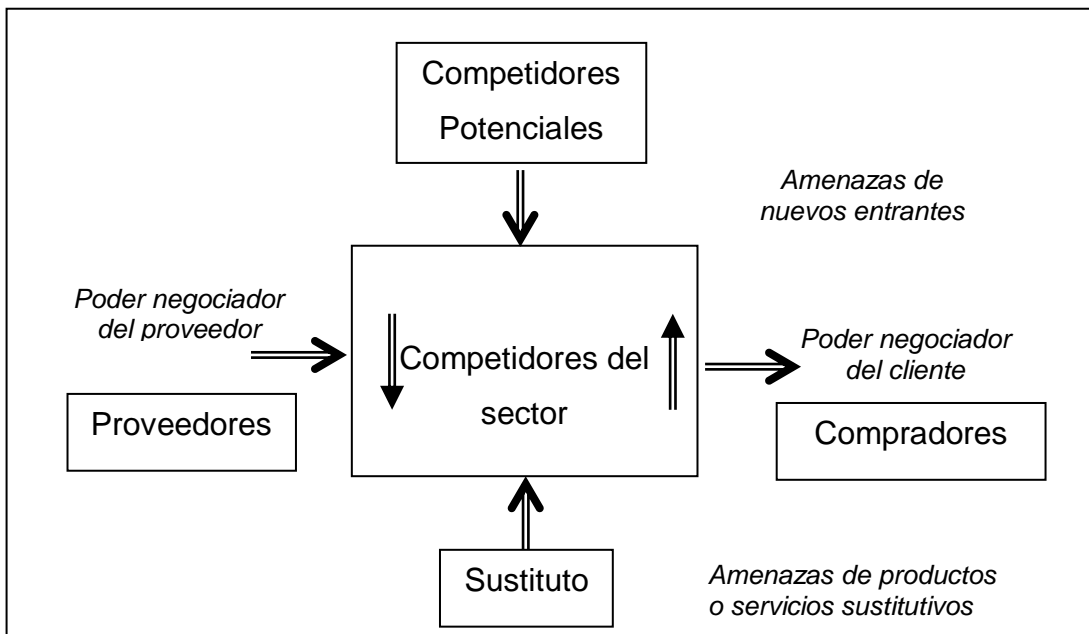 Competidores
Potenciales
Amenazas de
nuevos entrantes
Poder negociador
del proveedor
Competidores del
sector
Poder negociador
del cliente
Proveedores
Compradores
Sustituto
Amenazas de productos
o servicios sustitutivos